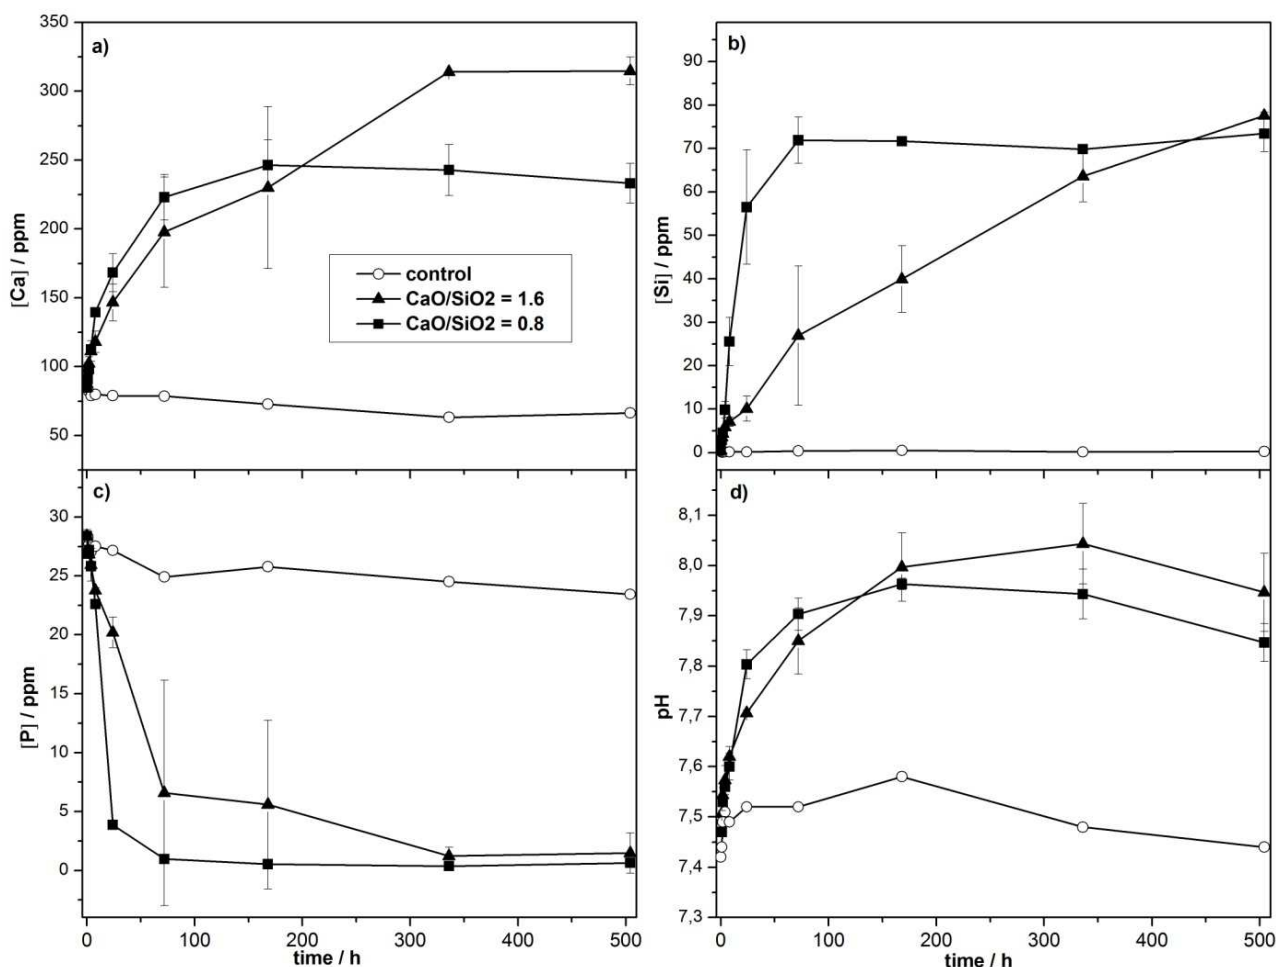 a)
[Ca] / ppm
350
300
250
200
150
100
50
control
CaO/SiO2 = 1.6
CaO/SiO2 = 0.8
b)
[Si] / ppm
90
80
70
60
50
40
30
20
10
0
c)
[P] / ppm
30
25
20
15
10
5
0
0 100 200 300 400 500
time / h
d)
pH
8,1
8,0
7,9
7,8
7,7
7,6
7,5
7,4
7,3
0 100 200 300 400 500
time / h